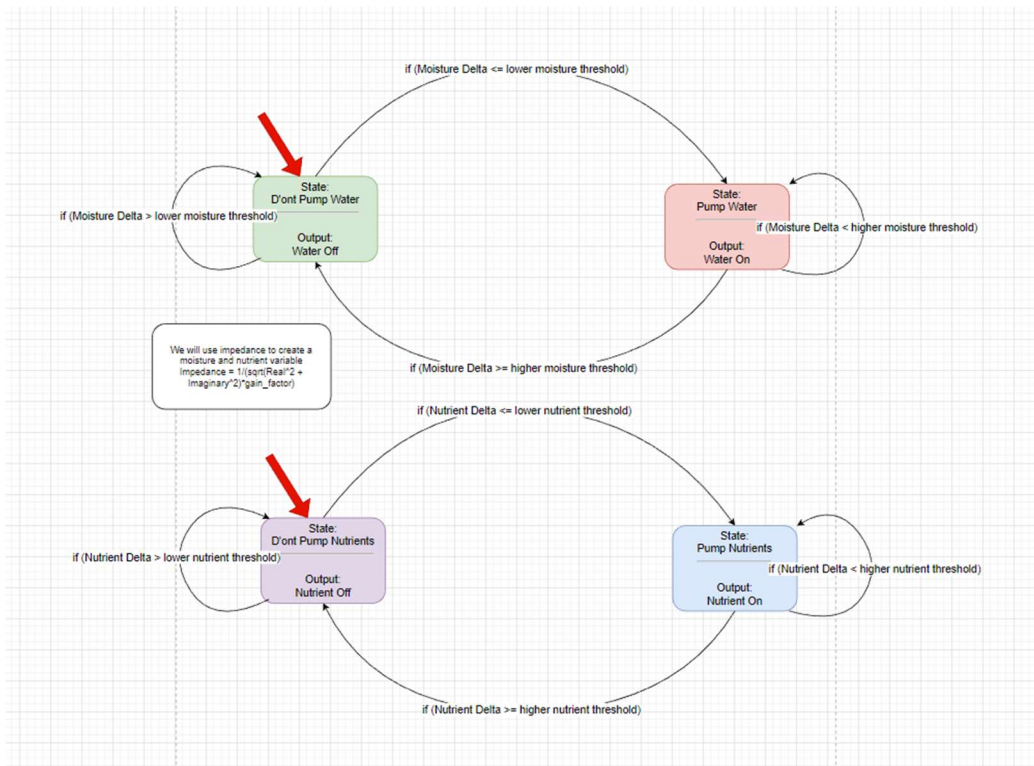 if (Moisture Delta <= lower moisture threshold)
State:
D'ont Pump Water
Output:
Water Off
if (Moisture Delta > lower moisture threshold)
State:
Pump Water
Output:
Water On
if (Moisture Delta < higher moisture threshold)
if (Moisture Delta >= higher moisture threshold)
We will use impedance to create a
moisture and nutrient variable
Impedance = 1/(sqrt(Real^2 +
Imaginary^2)*gain_factor)
if (Nutrient Delta <= lower nutrient threshold)
State:
D'ont Pump Nutrients
Output:
Nutrient Off
if (Nutrient Delta > lower nutrient threshold)
State:
Pump Nutrients
Output:
Nutrient On
if (Nutrient Delta < higher nutrient threshold)
if (Nutrient Delta >= higher nutrient threshold)